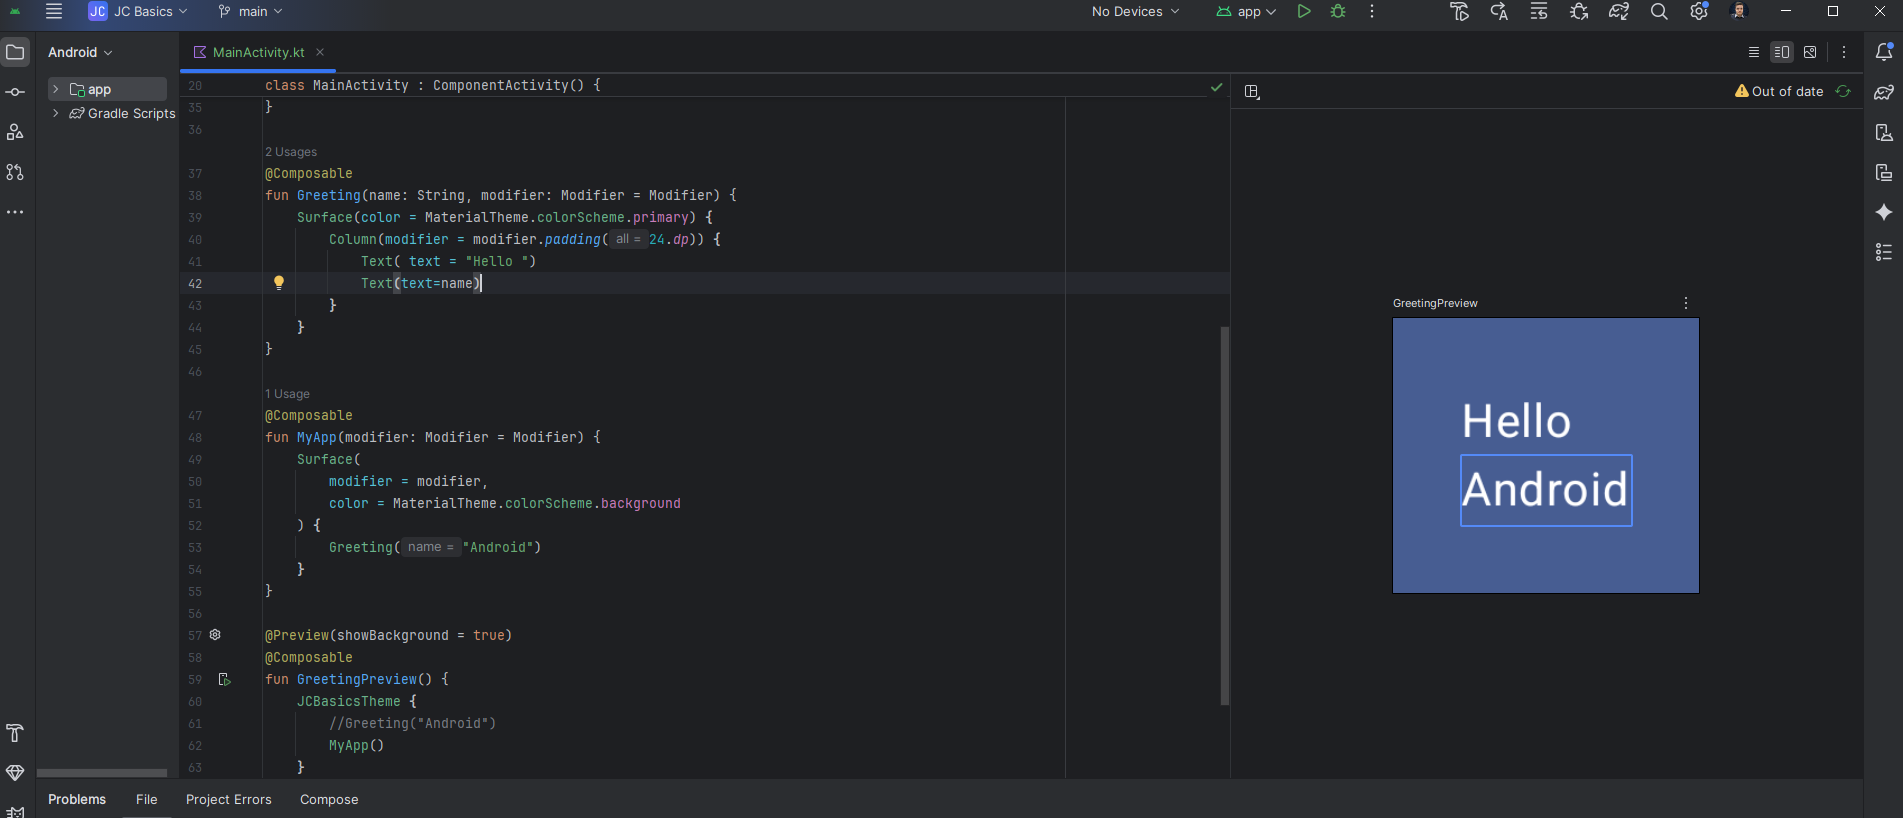 JC JC Basics main No Devices app
Android
MainActivity.kt
app
Gradle Scripts
20 class MainActivity : ComponentActivity() {
35 }
36
2 Usages
37 @Composable
38 fun Greeting(name: String, modifier: Modifier = Modifier) {
39 Surface(color = MaterialTheme.colorScheme.primary) {
40 Column(modifier = modifier.padding( all = 24.dp)) {
41 Text( text = "Hello ")
42 Text(text=name)
43 }
44 }
45 }
46
1 Usage
47 @Composable
48 fun MyApp(modifier: Modifier = Modifier) {
49 Surface(
50 modifier = modifier,
51 color = MaterialTheme.colorScheme.background
52 ) {
53 Greeting( name = "Android")
54 }
55 }
56
57 @Preview(showBackground = true)
58 @Composable
59 fun GreetingPreview() {
60 JCBasicsTheme {
61 //Greeting("Android")
62 MyApp()
63 }
Out of date
GreetingPreview
Hello
Android
Problems File Project Errors Compose